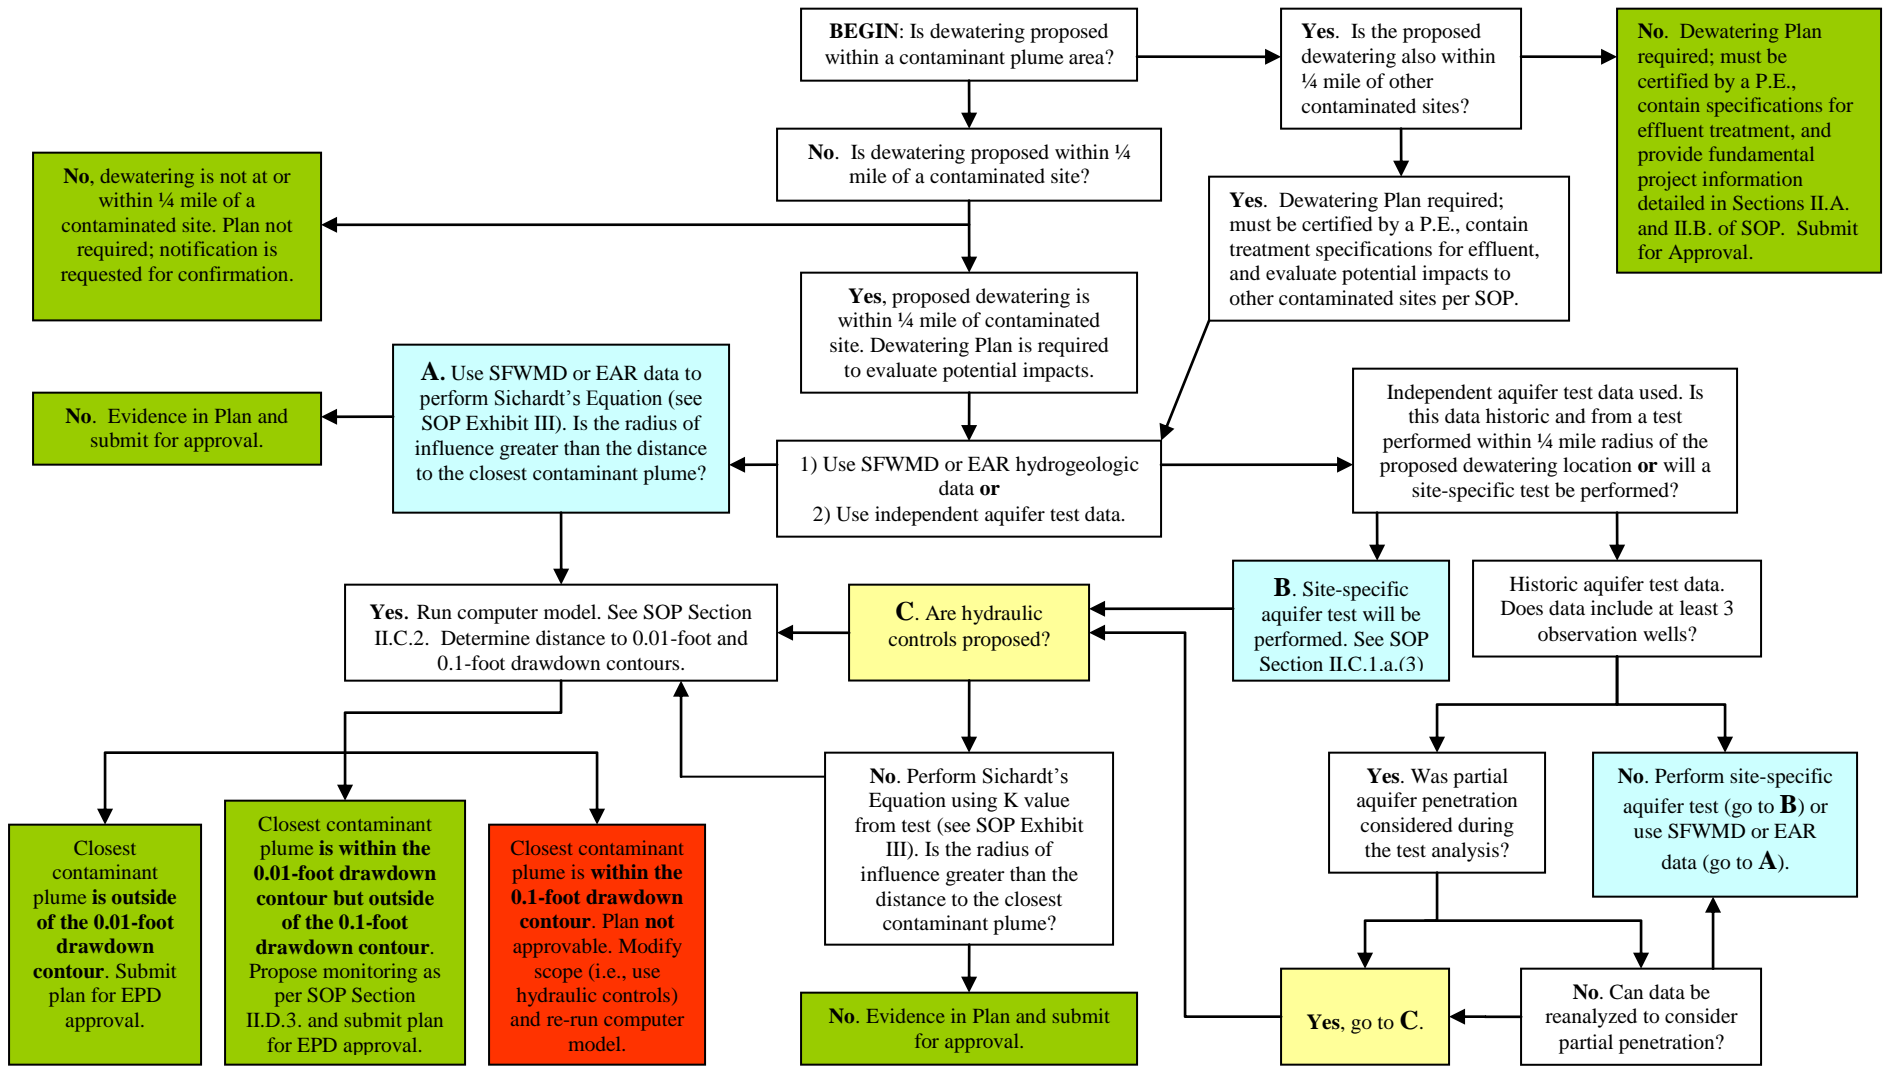 BEGIN: Is dewatering proposed
within a contaminant plume area?
Yes. Is the proposed
dewatering also within
¼ mile of other
contaminated sites?
No. Dewatering Plan
required; must be
certified by a P.E.,
contain specifications for
effluent treatment, and
provide fundamental
project information
detailed in Sections II.A.
and II.B. of SOP. Submit
for Approval.
No. Is dewatering proposed within ¼
mile of a contaminated site?
No, dewatering is not at or
within ¼ mile of a
contaminated site. Plan not
required; notification is
requested for confirmation.
Yes. Dewatering Plan required;
must be certified by a P.E., contain
treatment specifications for effluent,
and evaluate potential impacts to
other contaminated sites per SOP.
Yes, proposed dewatering is
within ¼ mile of contaminated
site. Dewatering Plan is required
to evaluate potential impacts.
A. Use SFWMD or EAR data to
perform Sichardt's Equation (see
SOP Exhibit III). Is the radius of
influence greater than the distance
to the closest contaminant plume?
No. Evidence in Plan and
submit for approval.
1) Use SFWMD or EAR hydrogeologic
data or
2) Use independent aquifer test data.
Independent aquifer test data used. Is
this data historic and from a test
performed within ¼ mile radius of the
proposed dewatering location or will a
site-specific test be performed?
Yes. Run computer model. See SOP Section
II.C.2. Determine distance to 0.01-foot and
0.1-foot drawdown contours.
C. Are hydraulic
controls proposed?
B. Site-specific
aquifer test will be
performed. See SOP
Section II.C.1.a.(3)
Historic aquifer test data.
Does data include at least 3
observation wells?
No. Perform Sichardt's
Equation using K value
from test (see SOP Exhibit
III). Is the radius of
influence greater than the
distance to the closest
contaminant plume?
Yes. Was partial
aquifer penetration
considered during
the test analysis?
No. Perform site-specific
aquifer test (go to B) or
use SFWMD or EAR
data (go to A).
Closest
contaminant
plume is outside
of the 0.01-foot
drawdown
contour. Submit
plan for EPD
approval.
Closest contaminant
plume is within the
0.01-foot drawdown
contour but outside
of the 0.1-foot
drawdown contour.
Propose monitoring as
per SOP Section
II.D.3. and submit plan
for EPD approval.
Closest contaminant
plume is within the
0.1-foot drawdown
contour. Plan not
approvable. Modify
scope (i.e., use
hydraulic controls)
and re-run computer
model.
No. Evidence in Plan and submit
for approval.
Yes, go to C.
No. Can data be
reanalyzed to consider
partial penetration?